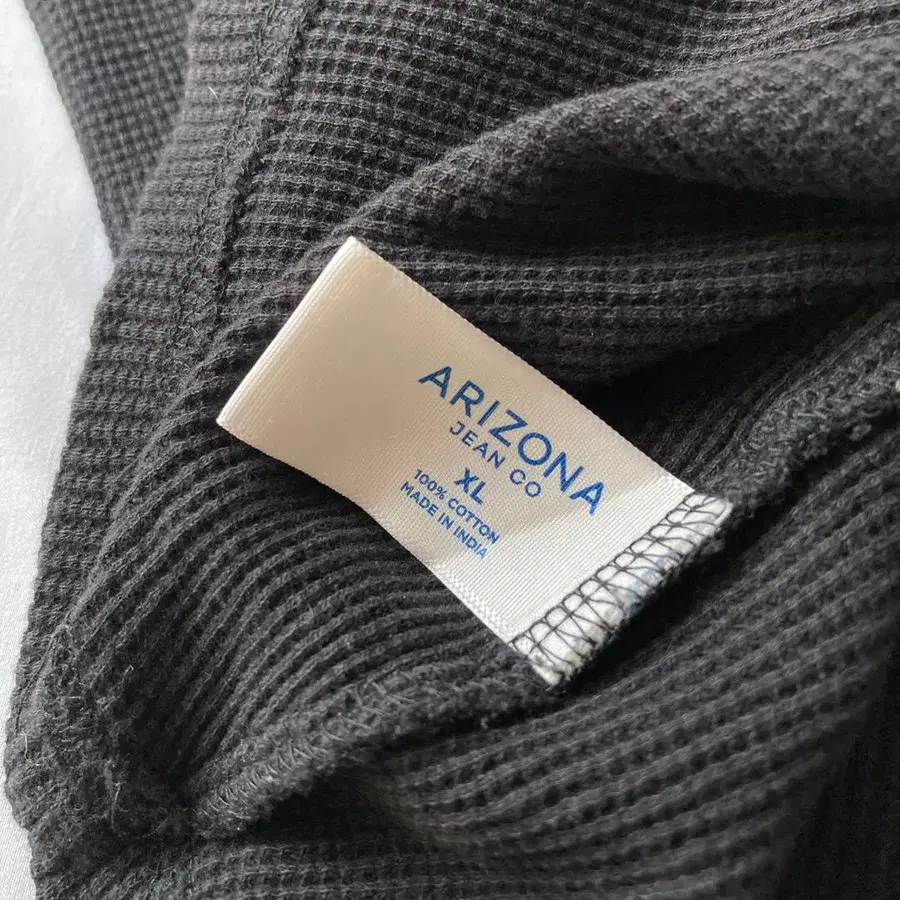 ARIZONA
JEAN CO
XL
100% COTTON
MADE IN INDIA